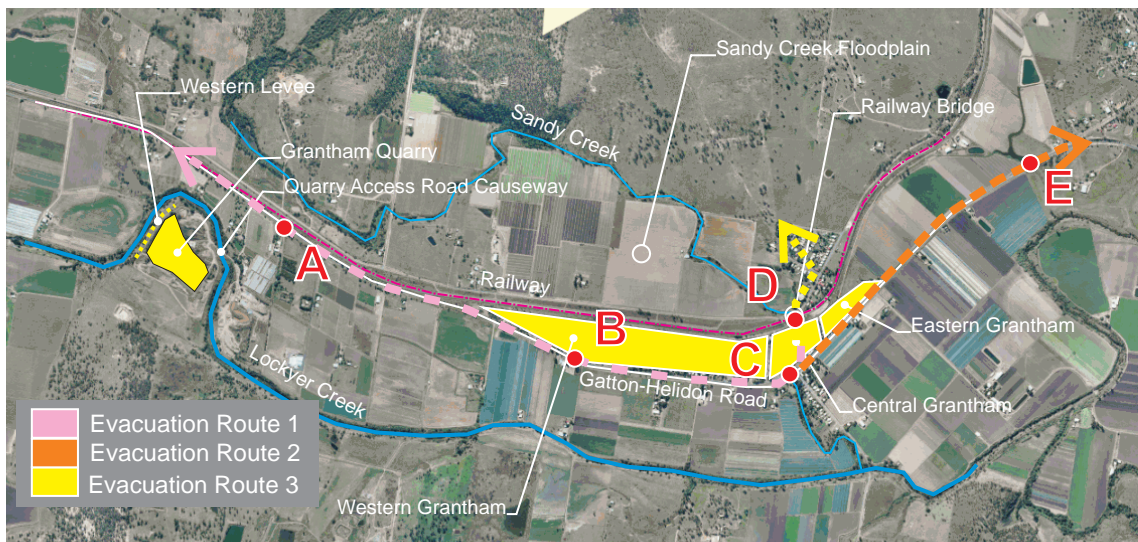 Sandy Creek Floodplain
Western Levee
Railway Bridge
Sandy Creek
Grantham Quarry
Quarry Access Road Causeway
E
A
D
Railway
B
Eastern Grantham
C
Gatton-Helidon Road
Lockyer Creek
Central Grantham
Evacuation Route 1
Evacuation Route 2
Evacuation Route 3
Western Grantham